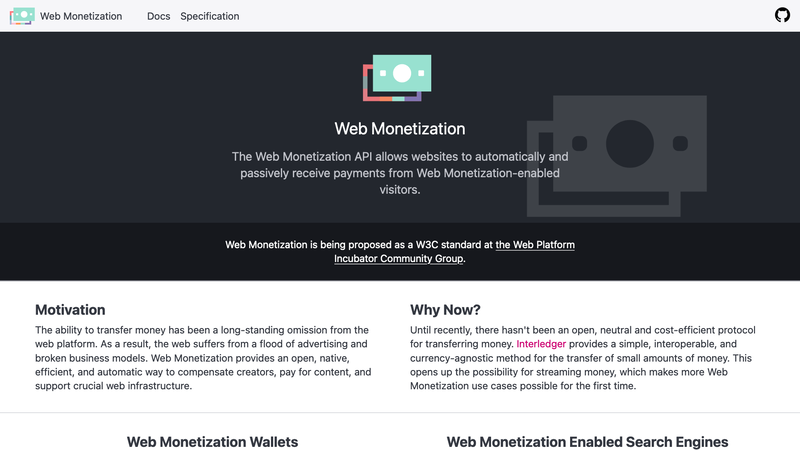 Web Monetization Docs Specification
Web Monetization
The Web Monetization API allows websites to automatically and
passively receive payments from Web Monetization-enabled
visitors.
Web Monetization is being proposed as a W3C standard at the Web Platform
Incubator Community Group.
Motivation
The ability to transfer money has been a long-standing omission from the
web platform. As a result, the web suffers from a flood of advertising and
broken business models. Web Monetization provides an open, native,
efficient, and automatic way to compensate creators, pay for content, and
support crucial web infrastructure.
Why Now?
Until recently, there hasn't been an open, neutral and cost-efficient protocol
for transferring money. Interledger provides a simple, interoperable, and
currency-agnostic method for the transfer of small amounts of money. This
opens up the possibility for streaming money, which makes more Web
Monetization use cases possible for the first time.
Web Monetization Wallets
Web Monetization Enabled Search Engines